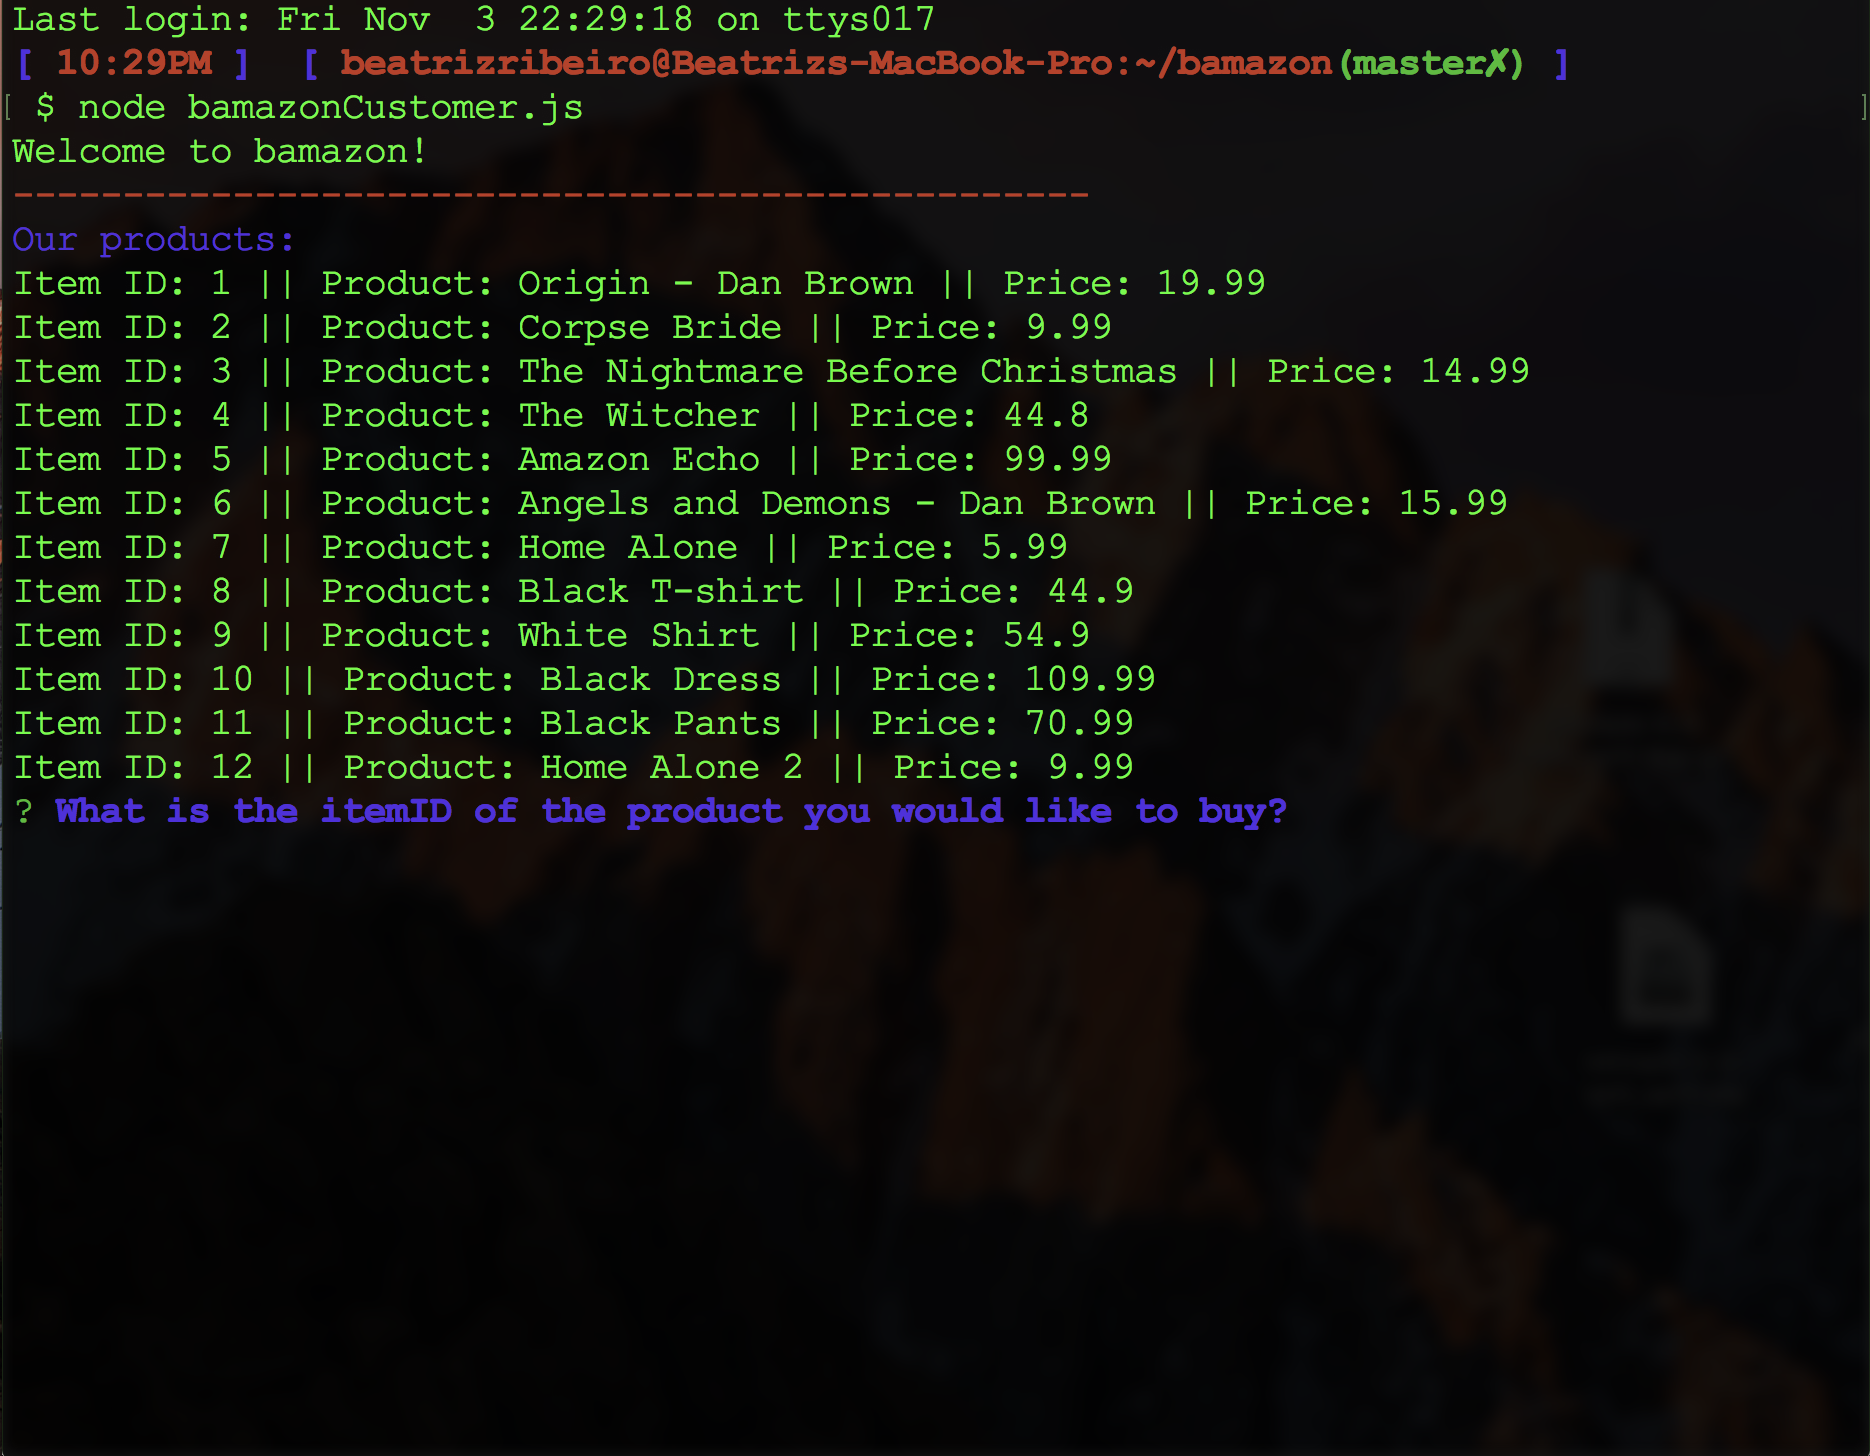 Last login: Fri Nov  3 22:29:18 on ttys017
[ 10:29PM ]  [ beatrizribeiro@Beatrizs-MacBook-Pro:~/bamazon(master✗) ]
[ $ node bamazonCustomer.js ]
Welcome to bamazon!
-------------------------------------------------
Our products:
Item ID: 1 || Product: Origin - Dan Brown || Price: 19.99
Item ID: 2 || Product: Corpse Bride || Price: 9.99
Item ID: 3 || Product: The Nightmare Before Christmas || Price: 14.99
Item ID: 4 || Product: The Witcher || Price: 44.8
Item ID: 5 || Product: Amazon Echo || Price: 99.99
Item ID: 6 || Product: Angels and Demons - Dan Brown || Price: 15.99
Item ID: 7 || Product: Home Alone || Price: 5.99
Item ID: 8 || Product: Black T-shirt || Price: 44.9
Item ID: 9 || Product: White Shirt || Price: 54.9
Item ID: 10 || Product: Black Dress || Price: 109.99
Item ID: 11 || Product: Black Pants || Price: 70.99
Item ID: 12 || Product: Home Alone 2 || Price: 9.99
? What is the itemID of the product you would like to buy?